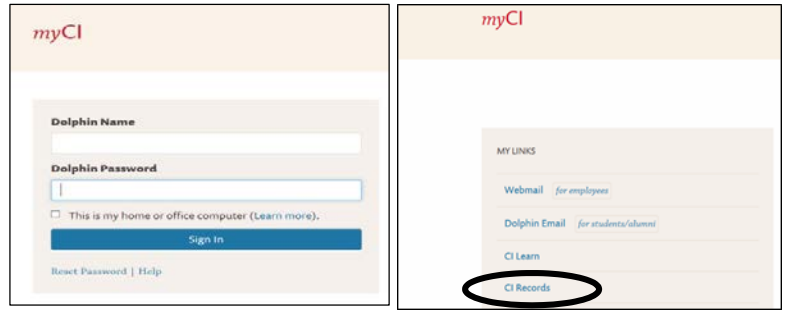 myCI
Dolphin Name
Dolphin Password
This is my home or office computer (Learn more).
Sign In
Reset Password | Help
myCI
MY LINKS
Webmail for employees
Dolphin Email for students/alumni
CI Learn
CI Records